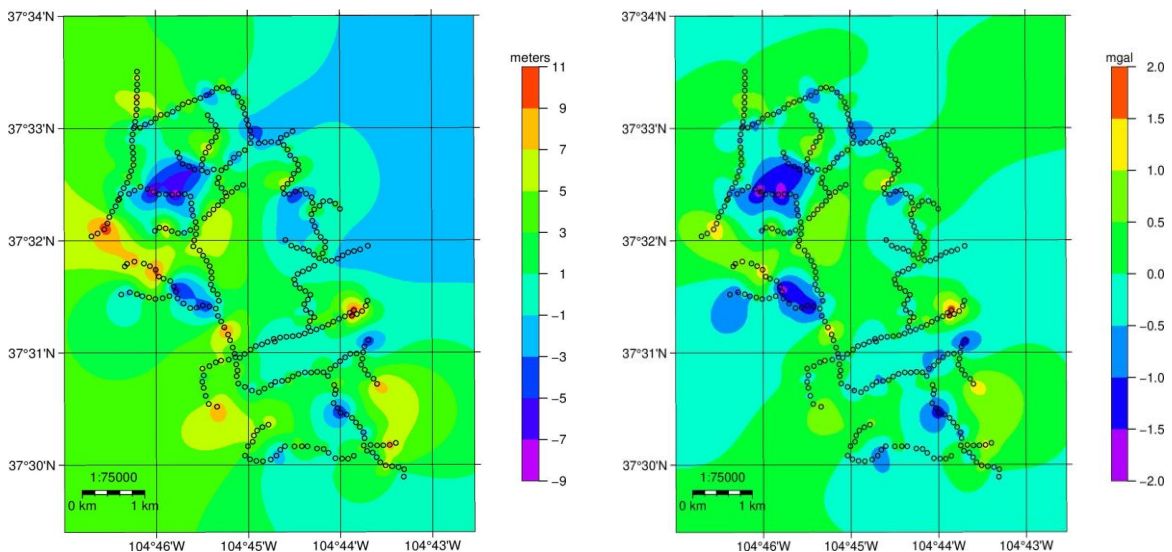 37°34'N
37°33'N
37°32'N
37°31'N
37°30'N
1:75000
0 km 1 km
104°46'W 104°45'W 104°44'W 104°43'W
meters
11
9
7
5
3
1
−1
−3
−5
−7
−9
37°34'N
37°33'N
37°32'N
37°31'N
37°30'N
1:75000
0 km 1 km
104°46'W 104°45'W 104°44'W 104°43'W
mgal
2.0
1.5
1.0
0.5
0.0
−0.5
−1.0
−1.5
−2.0